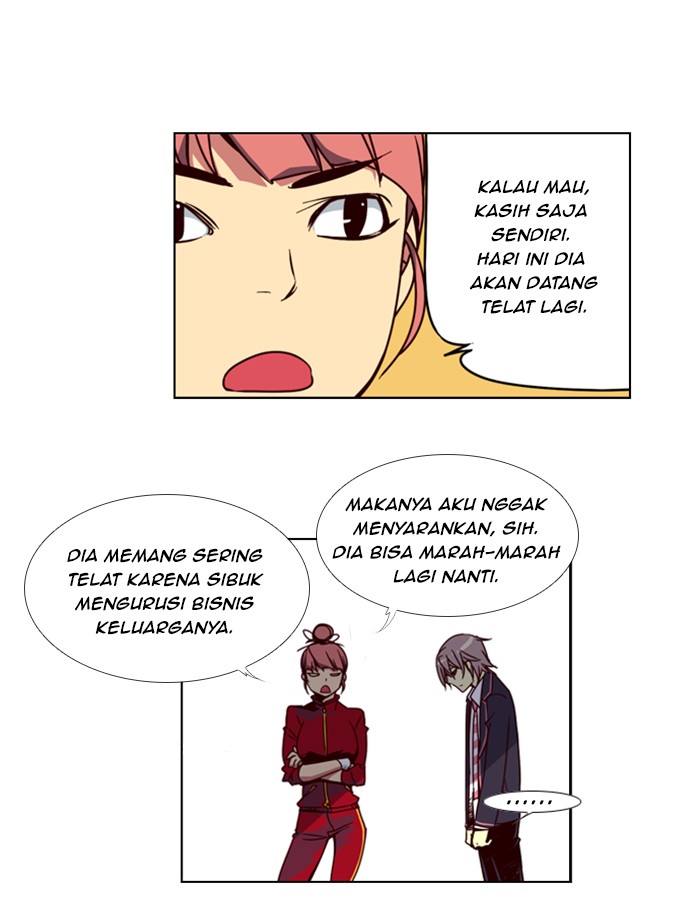 KALAU MAU,
KASIH SAJA
SENDIRI.
HARI INI DIA
AKAN DATANG
TELAT LAGI.
DIA MEMANG SERING
TELAT KARENA SIBUK
MENGURUSI BISNIS
KELUARGANYA.
MAKANYA AKU NGGAK
MENYARANKAN, SIH.
DIA BISA MARAH-MARAH
LAGI NANTI.
......